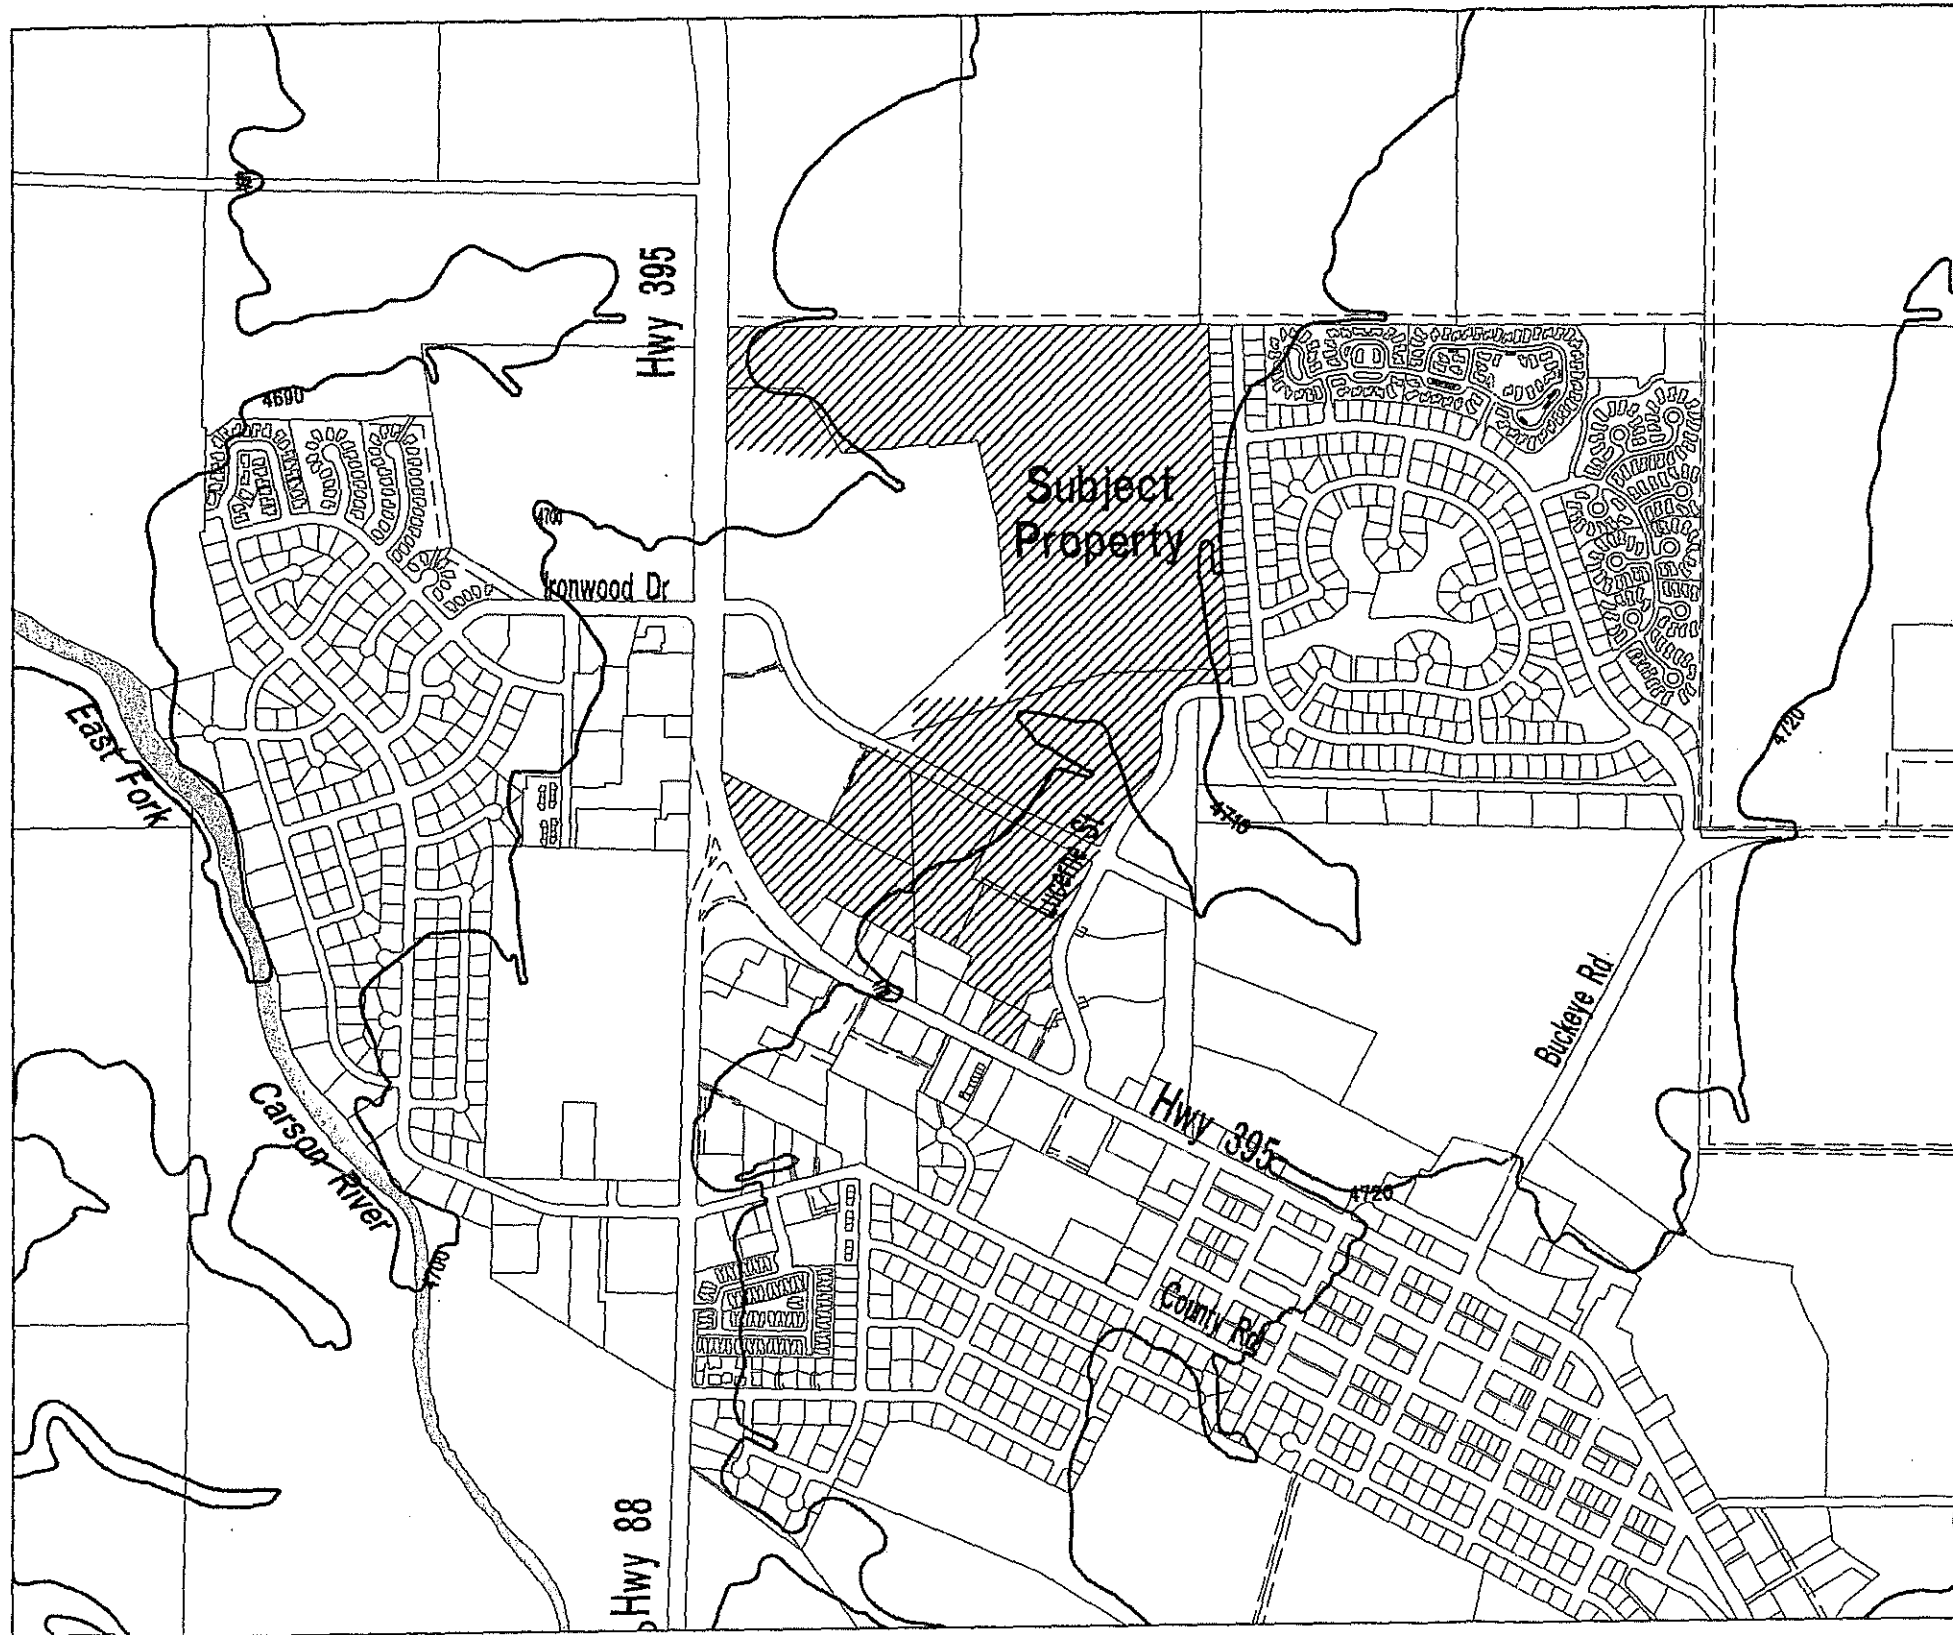 Hwy 395
4690
Subject
Property
4700
Ironwood Dr
East Fork
4720
Lucerne St
4710
Buckeye Rd
Carson River
Hwy 395
4720
4700
County Rd
Hwy 88